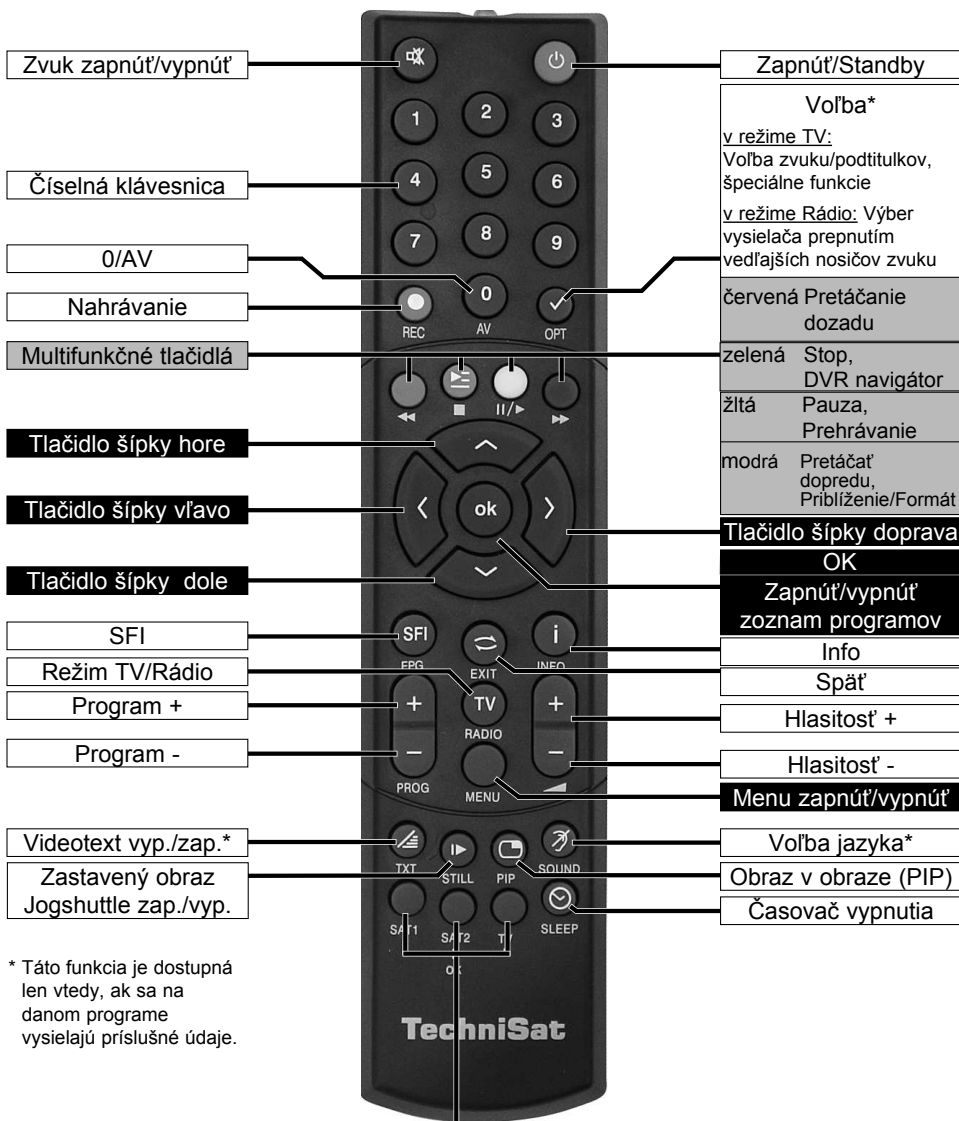 Zvuk zapnúť/vypnúť
Číselná klávesnica
0/AV
Nahrávanie
Multifunkčné tlačidlá
Tlačidlo šípky hore
Tlačidlo šípky vľavo
Tlačidlo šípky dole
SFI
Režim TV/Rádio
Program +
Program -
Videotext vyp./zap.*
Zastavený obraz
Jogshuttle zap./vyp.
* Táto funkcia je dostupná
len vtedy, ak sa na
danom programe
vysielajú príslušné údaje.
1 2 3
4 5 6
7 8 9
0
REC AV OPT
ok
SFI i
EPG EXIT INFO
+ TV +
RADIO
- -
PROG MENU
TXT STILL PIP SOUND
SAT1 SAT2 TV SLEEP
OK
TechniSat
Zapnúť/Standby
Voľba*
v režime TV:
Voľba zvuku/podtitulkov,
špeciálne funkcie
v režime Rádio: Výber
vysielača prepnutím
vedľajších nosičov zvuku
červená Pretáčanie
dozadu
zelená Stop,
DVR navigátor
žltá Pauza,
Prehrávanie
modrá Pretáčať
dopredu,
Priblíženie/Formát
Tlačidlo šípky doprava
OK
Zapnúť/vypnúť
zoznam programov
Info
Späť
Hlasitosť +
Hlasitosť -
Menu zapnúť/vypnúť
Voľba jazyka*
Obraz v obraze (PIP)
Časovač vypnutia